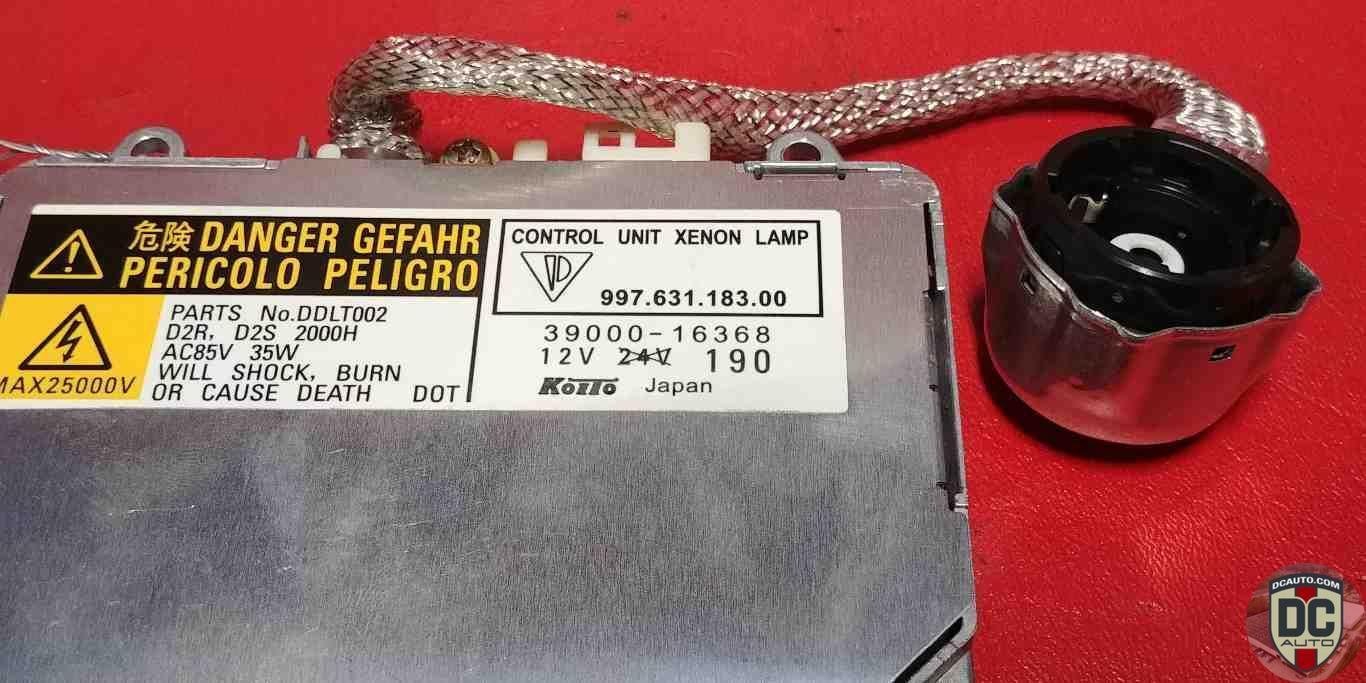 危険 DANGER GEFAHR
PERICOLO PELIGRO
MAX25000V
PARTS No.DDLT002
D2R, D2S 2000H
AC85V 35W
WILL SHOCK, BURN
OR CAUSE DEATH DOT
CONTROL UNIT XENON LAMP
997.631.183.00
39000-16368
12V 24V 190
KOITO Japan
DCAUTO.COM
DC
AUTO